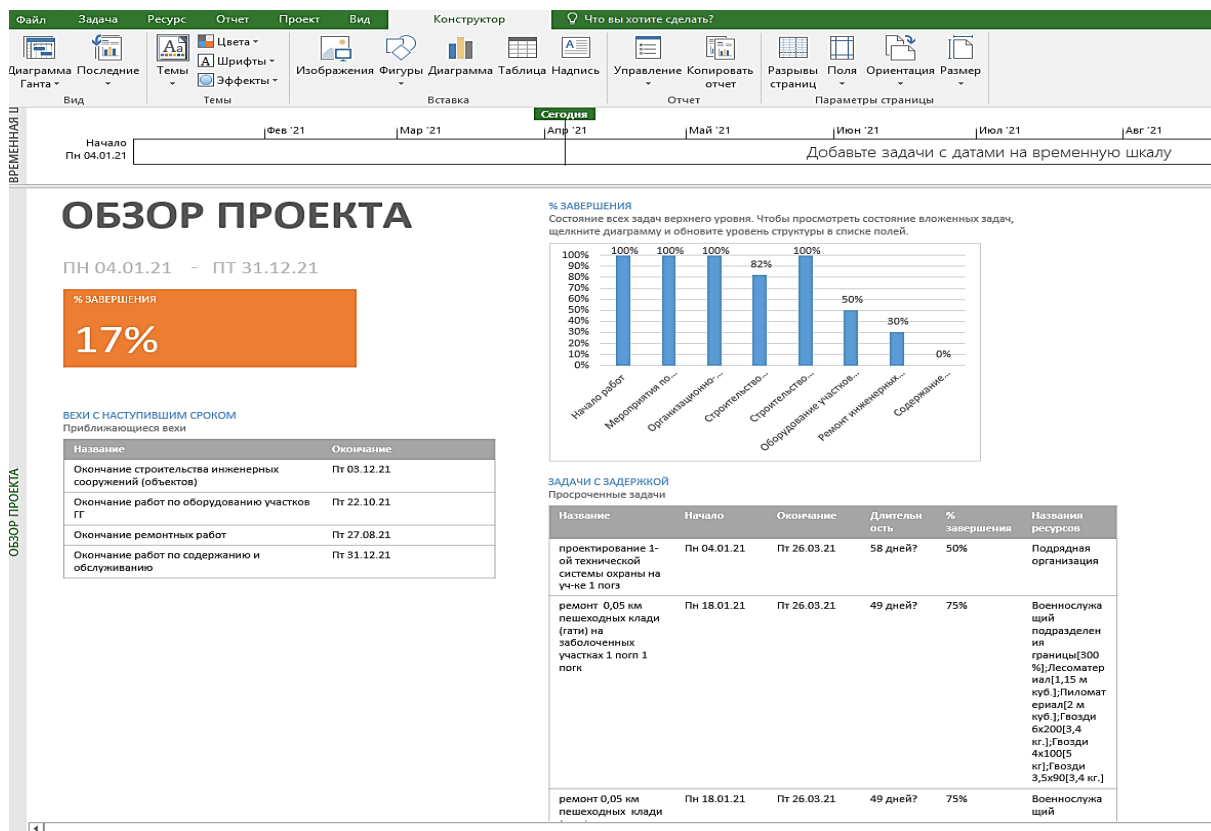 Файл Задача Ресурс Отчет Проект Вид Конструктор Что вы хотите сделать?
Диаграмма Ганта
Последние
Вид
Темы
Цвета
Шрифты
Эффекты
Темы
Изображения Фигуры Диаграмма Таблица Надпись
Вставка
Управление
Копировать отчет
Отчет
Разрывы страниц
Поля Ориентация Размер
Параметры страницы
ВРЕМЕННАЯ
Сегодня
Фев '21 Мар '21 Апр '21 Май '21 Июн '21 Июл '21 Авг '21
Начало
Пн 04.01.21
Добавьте задачи с датами на временную шкалу
ОБЗОР ПРОЕКТА
ОБЗОР ПРОЕКТА
ПН 04.01.21 - ПТ 31.12.21
% ЗАВЕРШЕНИЯ
17%
ВЕХИ С НАСТУПИВШИМ СРОКОМ
Приближающиеся вехи
Название Окончание
Окончание строительства инженерных Пт 03.12.21
сооружений (объектов)
Окончание работ по оборудованию участков Пт 22.10.21
ГГ
Окончание ремонтных работ Пт 27.08.21
Окончание работ по содержанию и Пт 31.12.21
обслуживанию
% ЗАВЕРШЕНИЯ
Состояние всех задач верхнего уровня. Чтобы просмотреть состояние вложенных задач,
щелкните диаграмму и обновите уровень структуры в списке полей.
100%
90%
80%
70%
60%
50%
40%
30%
20%
10%
0%
100% 100% 100% 82% 100% 50% 30% 0%
Начало работ
Мероприятия по...
Организационно-...
Строительство...
Строительство...
Оборудование участков...
Ремонт инженерных...
Содержание...
ЗАДАЧИ С ЗАДЕРЖКОЙ
Просроченные задачи
Название Начало Окончание Длительн % Названия
ость завершения ресурсов
проектирование 1- Пн 04.01.21 Пт 26.03.21 58 дней? 50% Подрядная
ой технической организация
системы охраны на
уч-ке 1 погз
ремонт 0,05 км Пн 18.01.21 Пт 26.03.21 49 дней? 75% Военнослужа
пешеходных клади щий
(гати) на подразделен
заболоченных ия
участках 1 погп 1 границы[300
погк %];Лесоматер
иал[1,15 м
куб.];Пиломат
ериал[2 м
куб.];Гвозди
6х200[3,4
кг.];Гвозди
4х100[5
кг];Гвозди
3,5х90[3,4 кг.]
ремонт 0,05 км Пн 18.01.21 Пт 26.03.21 49 дней? 75% Военнослужа
пешеходных клади щий